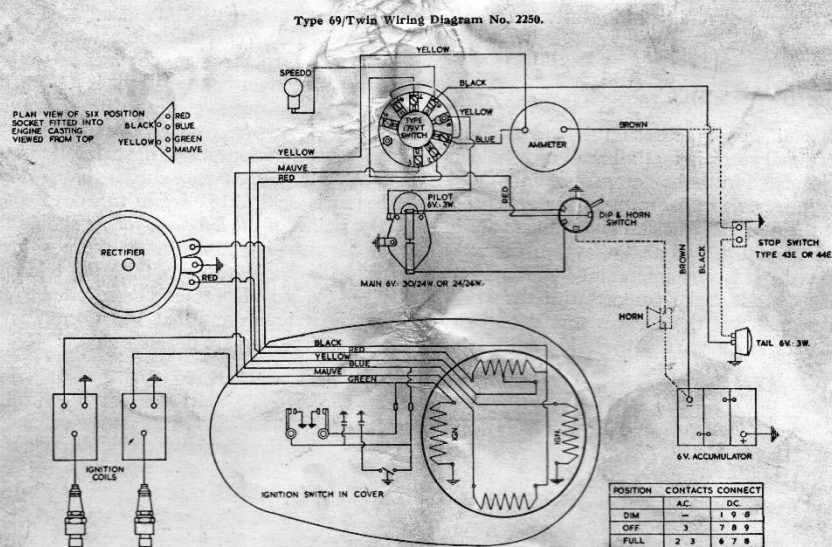 Type 69/Twin Wiring Diagram No. 2250.
YELLOW
SPEEDO
BLACK
PLAN VIEW OF SIX POSITION
SOCKET FITTED INTO
ENGINE CASTING
VIEWED FROM TOP
RED
BLACK
BLUE
YELLOW
GREEN
MAUVE
TYPE
179VT
SWITCH
YELLOW
BLUE
AMMETER
BROWN
YELLOW
MAUVE
RED
PILOT
6V. 3W.
RED
DIP & HORN
SWITCH
RECTIFIER
RED
MAIN 6V: 30/24W OR 24/24W.
BROWN
BLACK
STOP SWITCH
TYPE 43E OR 44E
HORN
TAIL 6V: 3W.
BLACK
RED
YELLOW
BLUE
MAUVE
GREEN
IGN.
IGN.
IGNITION
COILS
IGNITION SWITCH IN COVER
6V. ACCUMULATOR
POSITION CONTACTS CONNECT
A.C. D.C.
DIM — 1 9 8
OFF 3 7 8 9
FULL 2 3 6 7 8